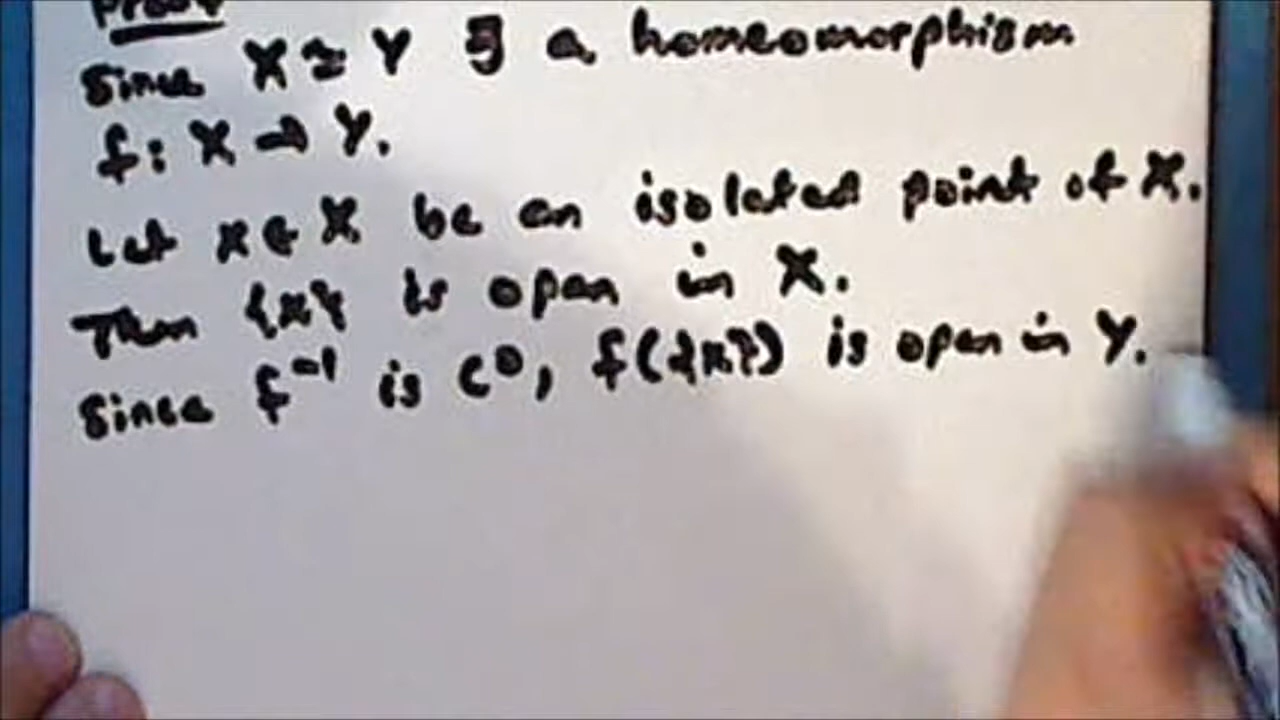 Proof
Since X ≃ Y ∃ a homeomorphism
f: X → Y.
Let x ∈ X be an isolated point of X.
Then {x} is open in X.
Since f⁻¹ is C⁰, f({x}) is open in Y.